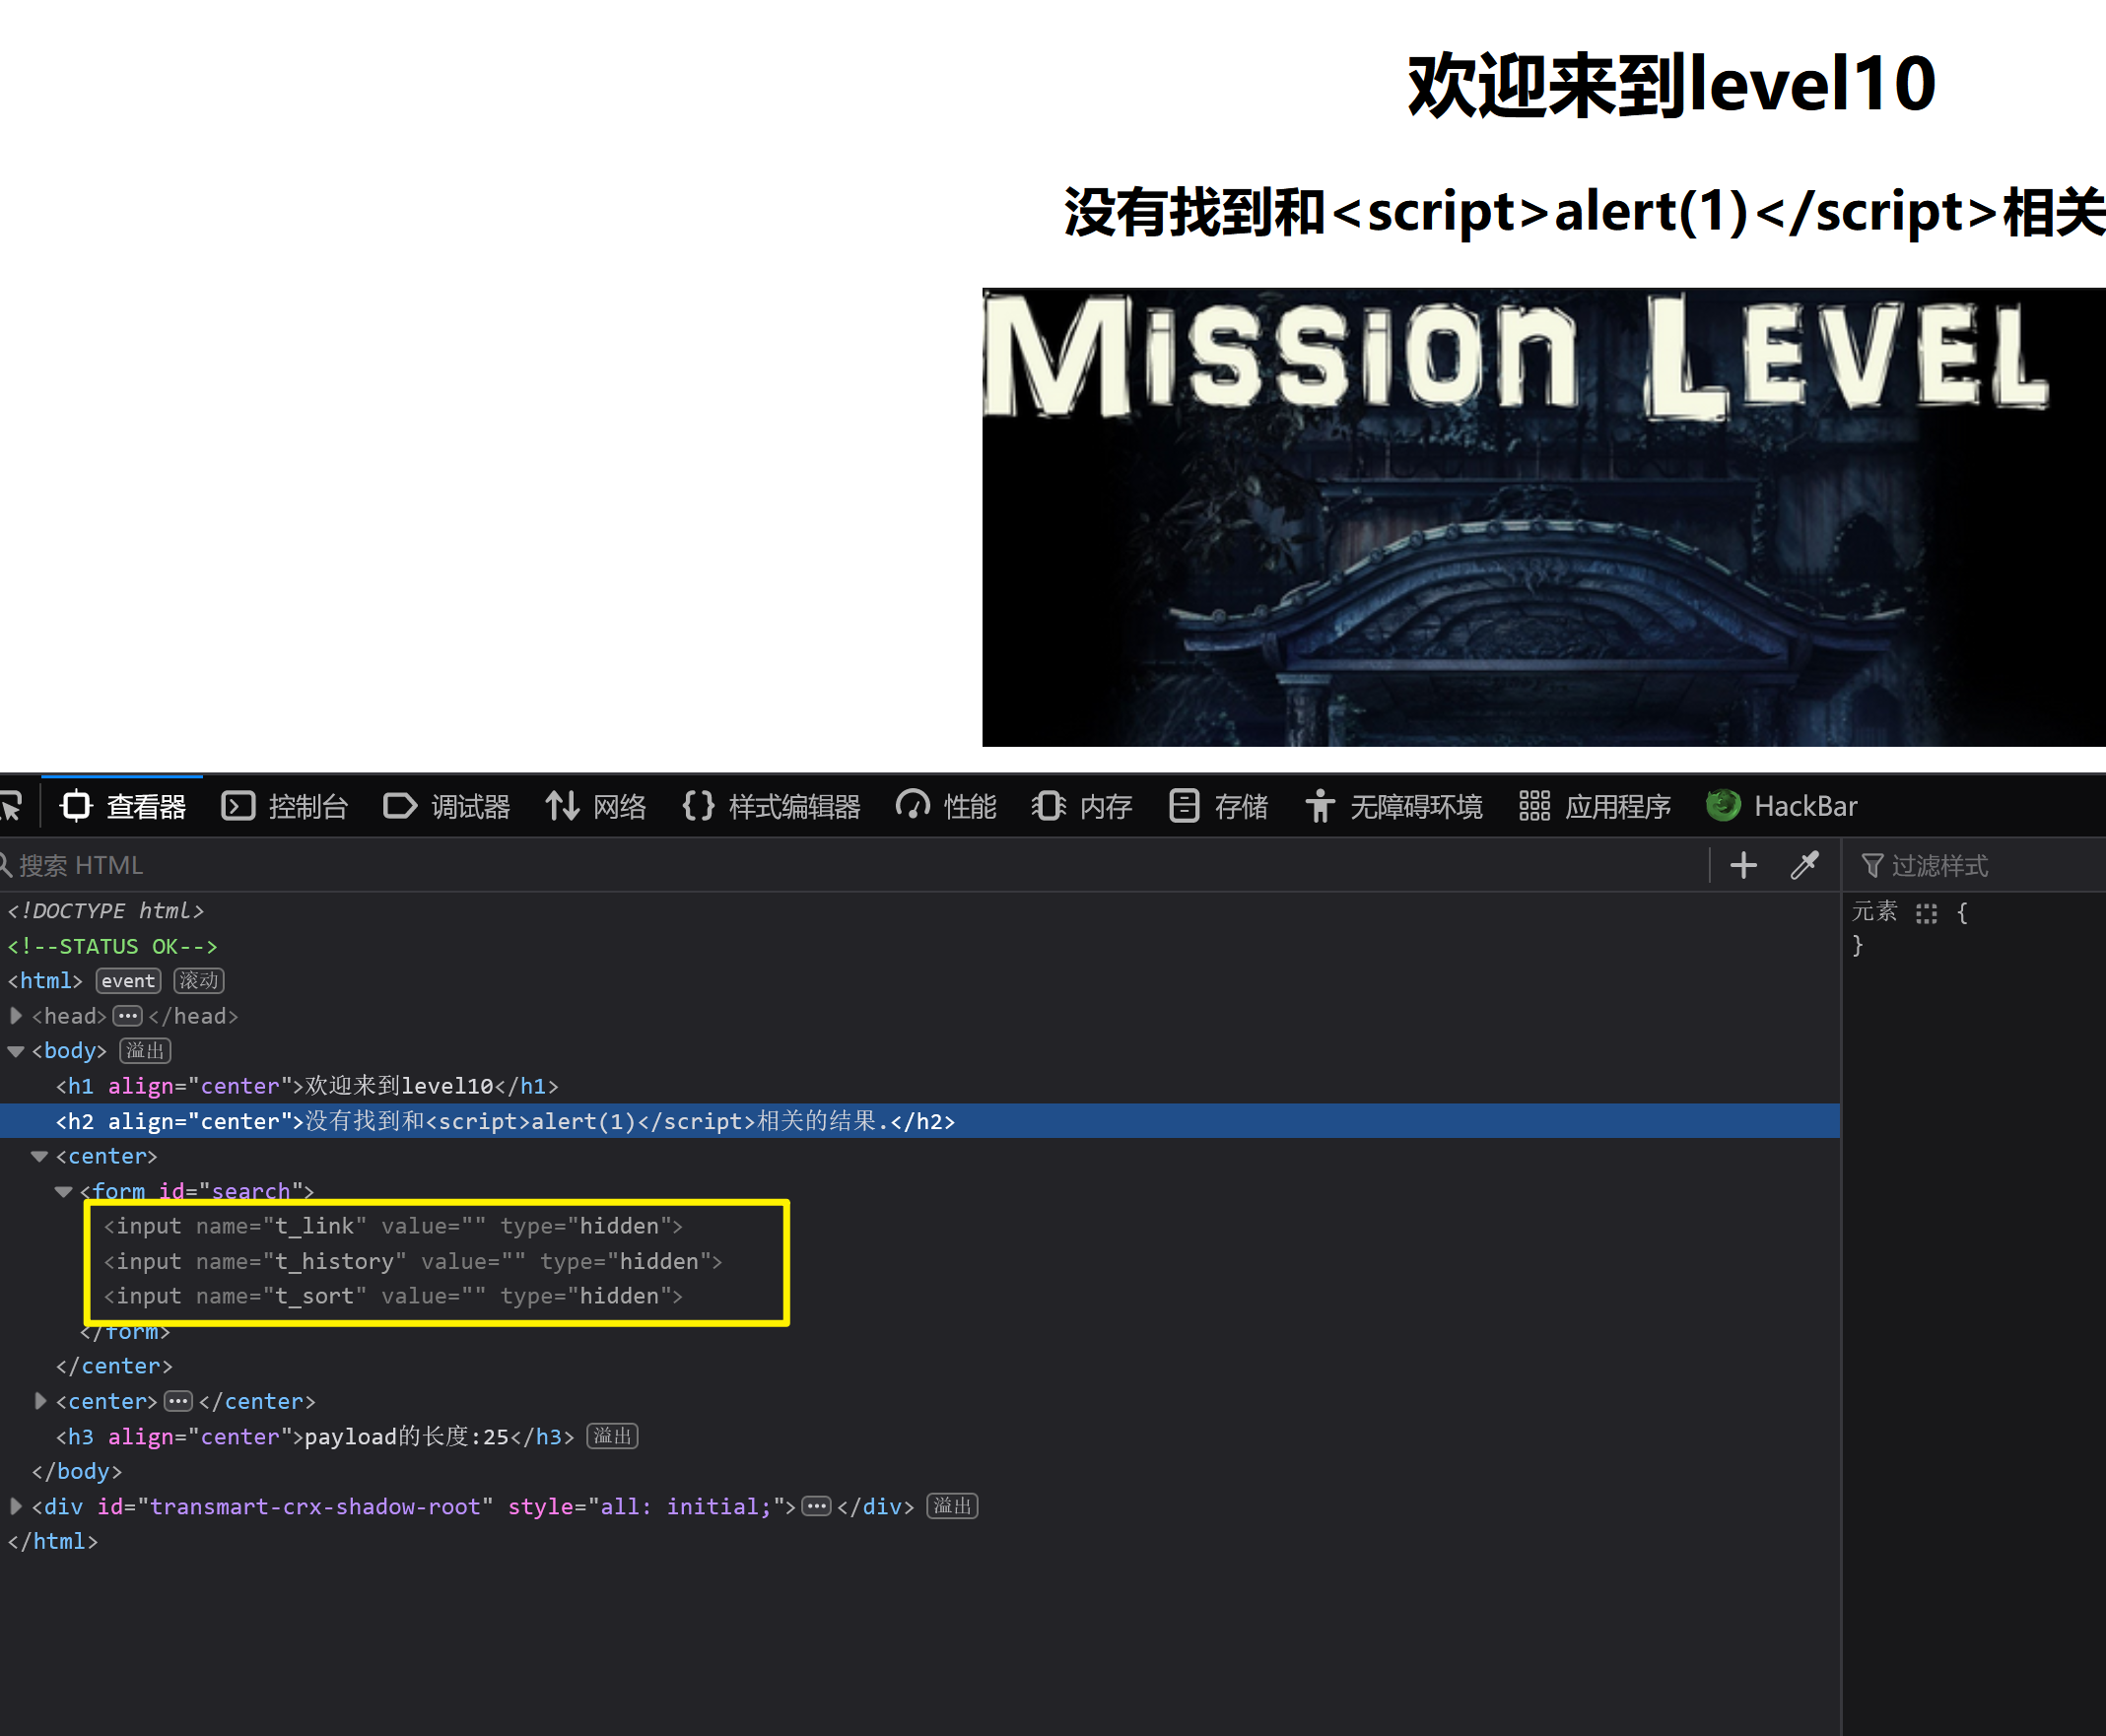 欢迎来到level10
没有找到和<script>alert(1)</script>相关
MISSION LEVEL
查看器 控制台 调试器 网络 {} 样式编辑器 性能 内存 存储 无障碍环境 应用程序 HackBar
搜索 HTML + 过滤样式
<!DOCTYPE html>
<!--STATUS OK-->
<html> event 滚动
<head> ••• </head>
<body> 溢出
<h1 align="center">欢迎来到level10</h1>
<h2 align="center">没有找到和<script>alert(1)</script>相关的结果.</h2>
<center>
<form id="search">
<input name="t_link" value="" type="hidden">
<input name="t_history" value="" type="hidden">
<input name="t_sort" value="" type="hidden">
</form>
</center>
<center> ••• </center>
<h3 align="center">payload的长度:25</h3> 溢出
</body>
<div id="transmart-crx-shadow-root" style="all: initial;"> ••• </div> 溢出
</html>
元素 {
}